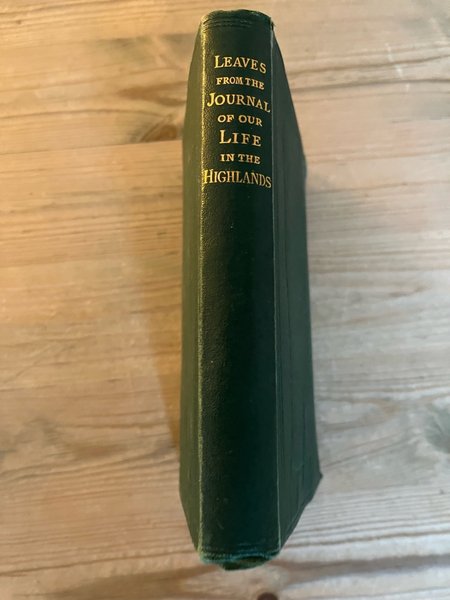 LEAVES
FROM THE
JOURNAL
OF OUR
LIFE
IN THE
HIGHLANDS